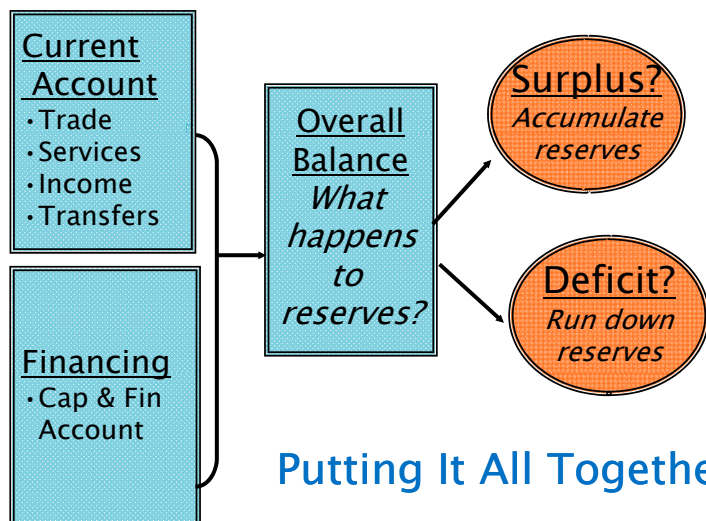 Current
Account
• Trade
• Services
• Income
• Transfers
Financing
• Cap & Fin
Account
Overall
Balance
What
happens
to
reserves?
Surplus?
Accumulate
reserves
Deficit?
Run down
reserves
Putting It All Togethe